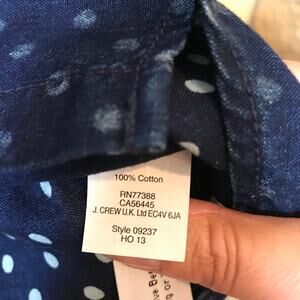 100% Cotton
RN77388
CA56445
J. CREW U.K. Ltd EC4V 6JA
Style 09237
HO 13